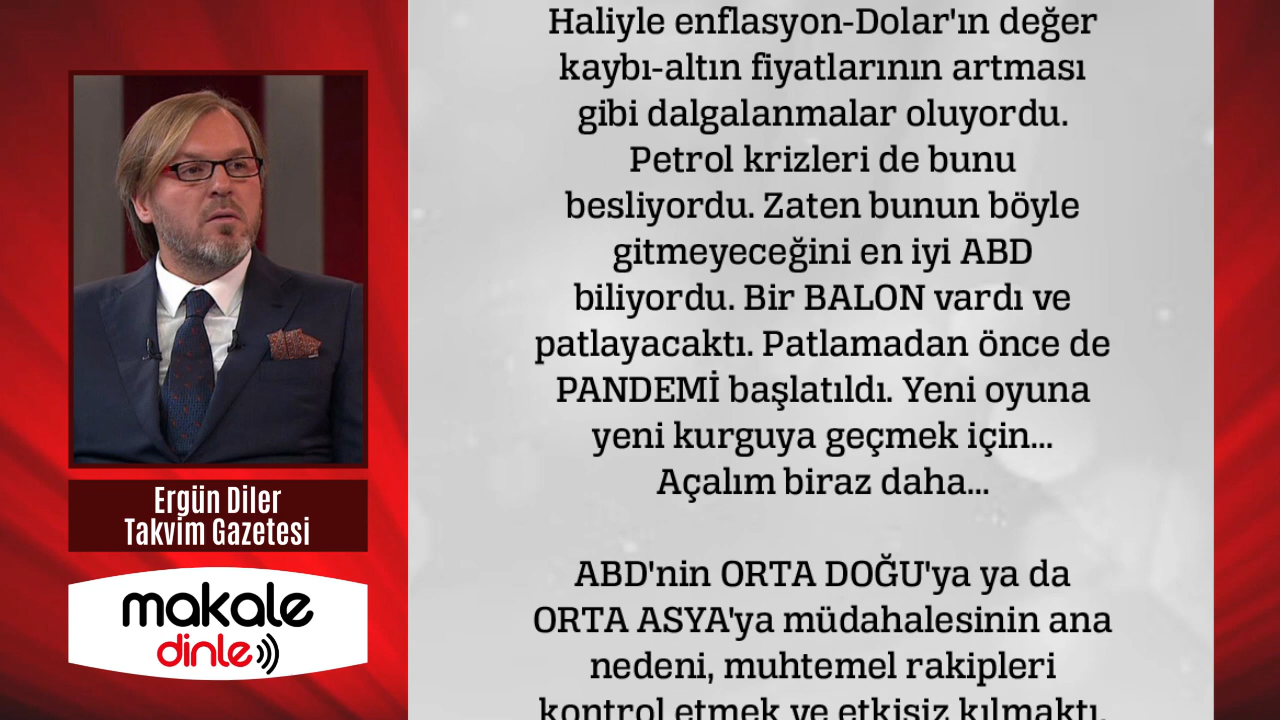 Haliyle enflasyon-Dolar'ın değer
kaybı-altın fiyatlarının artması
gibi dalgalanmalar oluyordu.
Petrol krizleri de bunu
besliyordu. Zaten bunun böyle
gitmeyeceğini en iyi ABD
biliyordu. Bir BALON vardı ve
patlayacaktı. Patlamadan önce de
PANDEMİ başlatıldı. Yeni oyuna
yeni kurguya geçmek için...
Açalım biraz daha...
ABD'nin ORTA DOĞU'ya ya da
ORTA ASYA'ya müdahalesinin ana
nedeni, muhtemel rakipleri
kontrol etmek ve etkisiz kılmaktı.
Ergün Diler
Takvim Gazetesi
makale
dinle